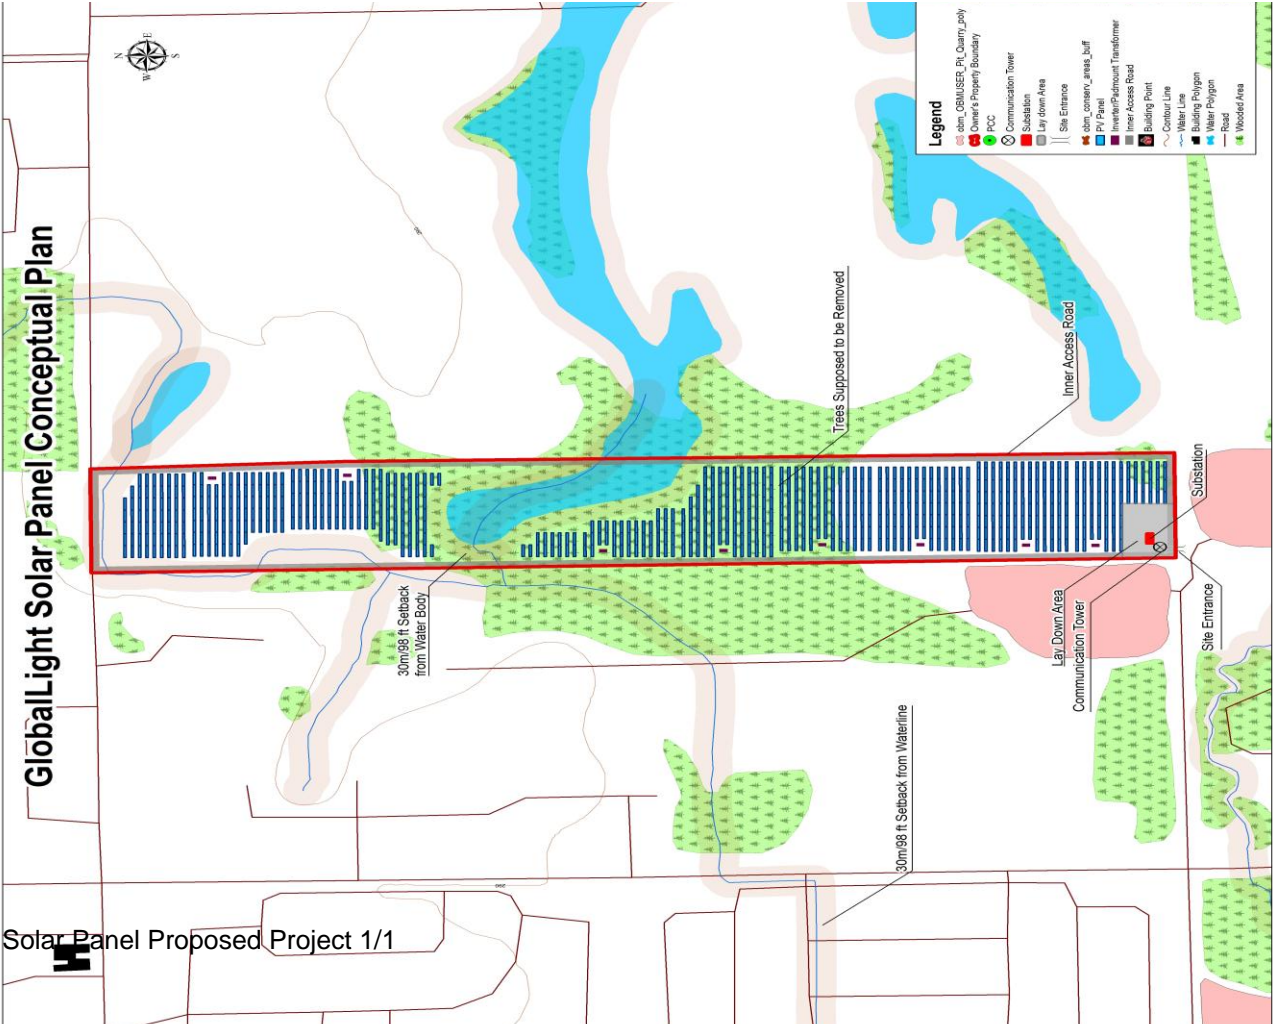 GlobalLight Solar Panel Conceptual Plan
N
E
S
W
Legend
obm_OBMUSER_Pit_Quarry_poly
Owner's Property Boundary
PCC
Communication Tower
Substation
Lay down Area
Site Entrance
obm_conserv_areas_buff
PV Panel
Inverter/Padmount Transformer
Inner Access Road
Building Point
Contour Line
Water Line
Building Polygon
Water Polygon
Road
Wooded Area
Trees Supposed to be Removed
Inner Access Road
Substation
30m/98 ft Setback
from Water Body
Lay Down Area
Communication Tower
Site Entrance
30m/98 ft Setback from Waterline
Solar Panel Proposed Project 1/1